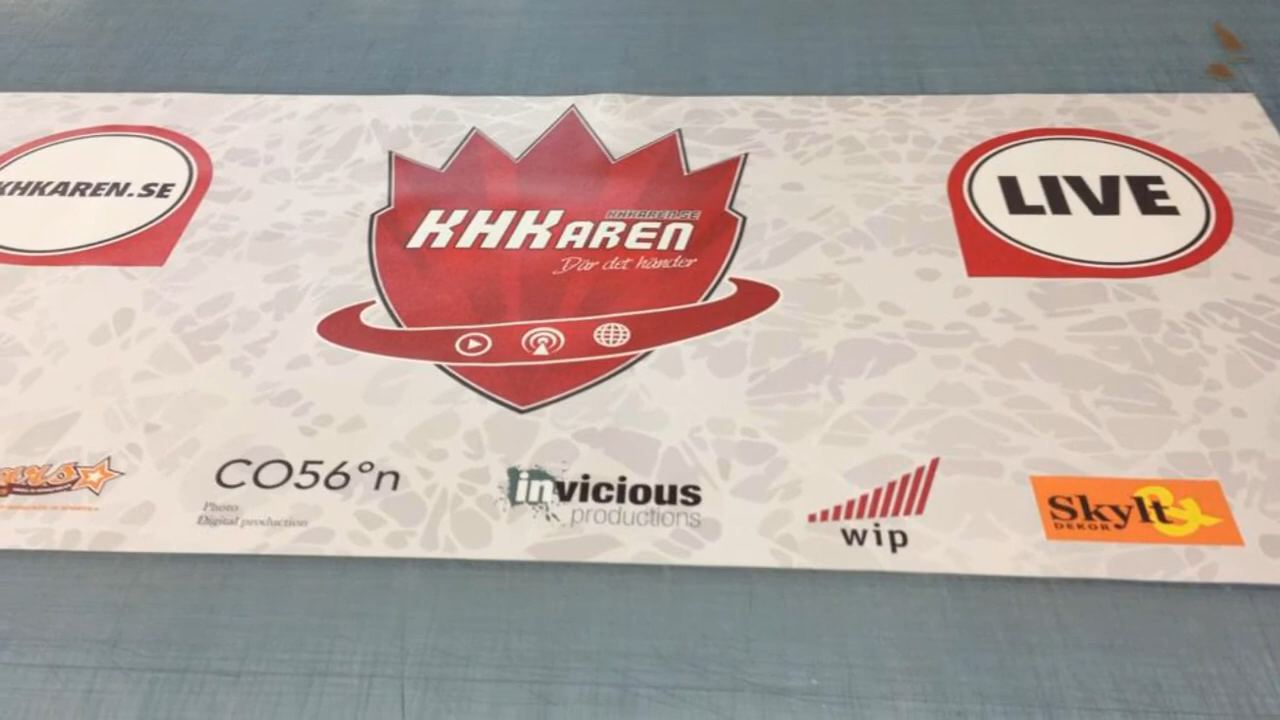 KHKAREN.SE
KHKAREN.SE
KHKAREN
Där det händer
LIVE
CO56°n
Photo
Digital production
invicious
productions
wip
Skylt&
DEKOR